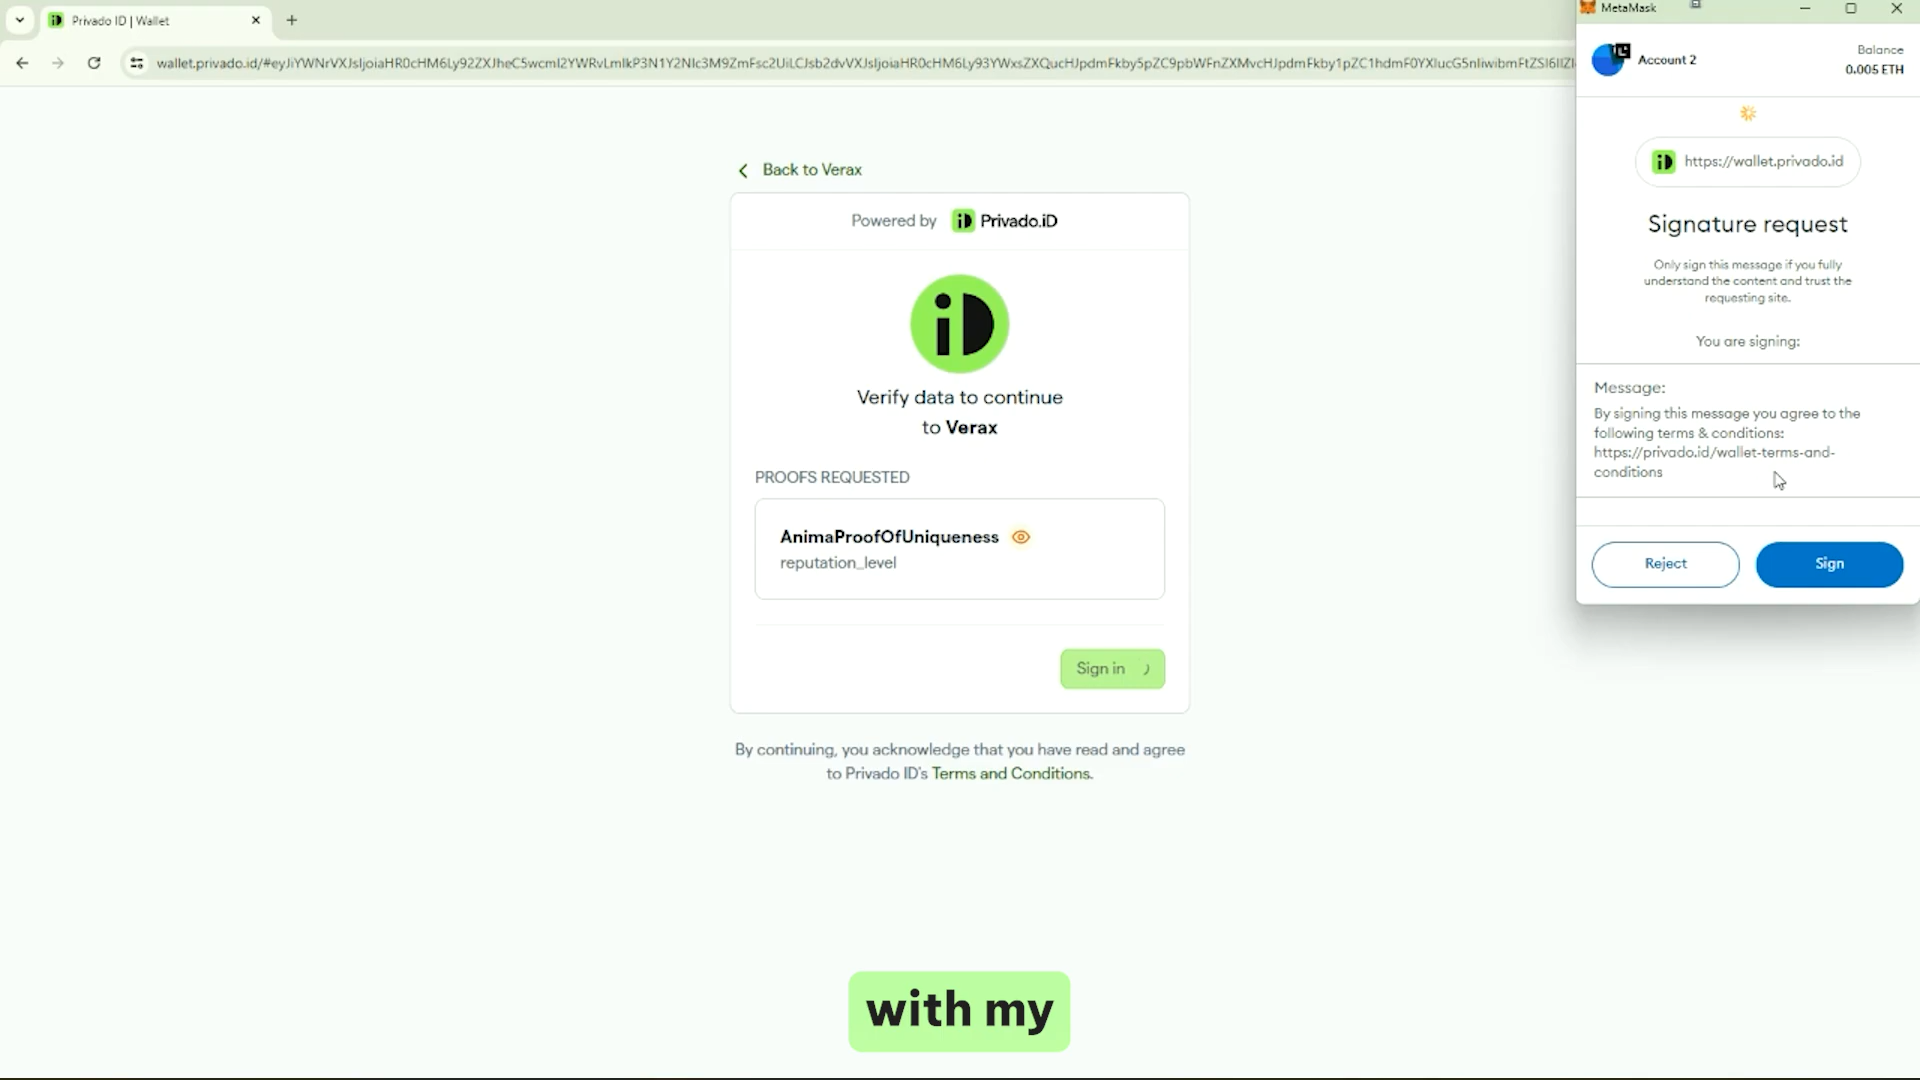 Privado ID | Wallet
Back to Verax
Powered by Privado.iD
iD
Verify data to continue
to Verax
PROOFS REQUESTED
AnimaProofOfUniqueness
reputation_level
Sign in
By continuing, you acknowledge that you have read and agree
to Privado ID's Terms and Conditions.
with my
MetaMask
Account 2
Balance
0.005 ETH
https://wallet.privado.id
Signature request
Only sign this message if you fully
understand the content and trust the
requesting site.
You are signing:
Message:
By signing this message you agree to the
following terms & conditions:
https://privado.id/wallet-terms-and-
conditions
Reject
Sign